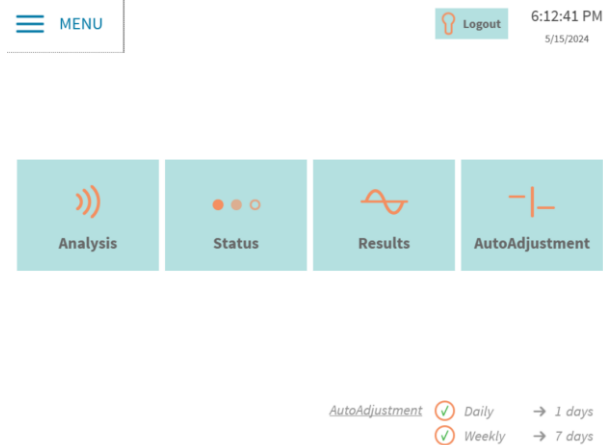 MENU
Logout
6:12:41 PM
5/15/2024
Analysis
Status
Results
AutoAdjustment
AutoAdjustment Daily → 1 days
Weekly → 7 days